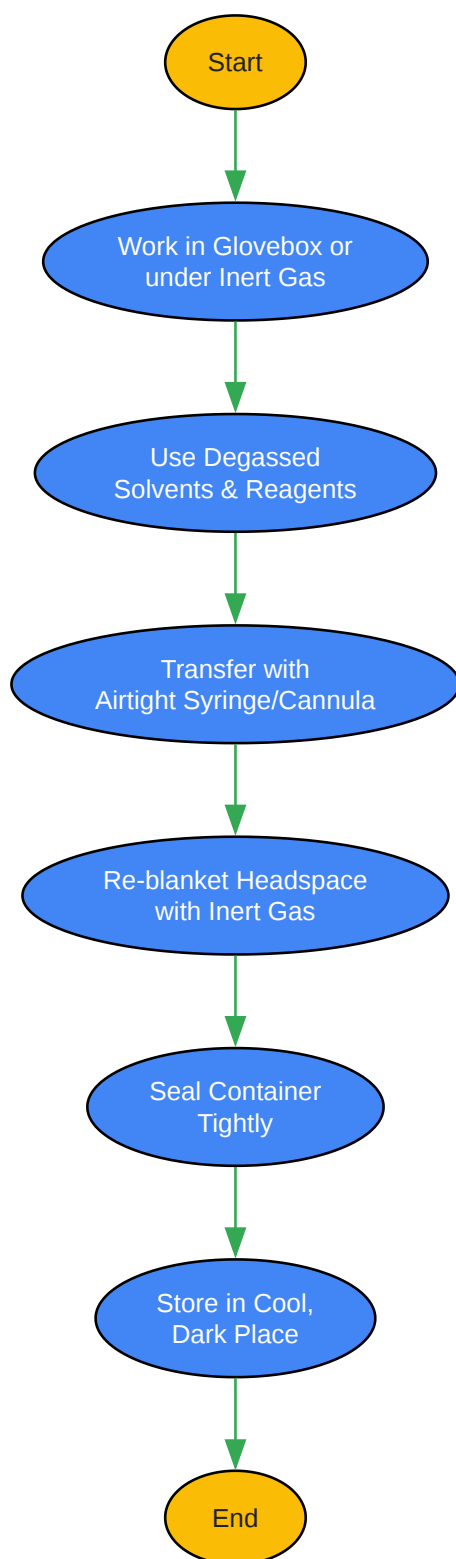 Start
Work in Glovebox or
under Inert Gas
Use Degassed
Solvents & Reagents
Transfer with
Airtight Syringe/Cannula
Re-blanket Headspace
with Inert Gas
Seal Container
Tightly
Store in Cool,
Dark Place
End